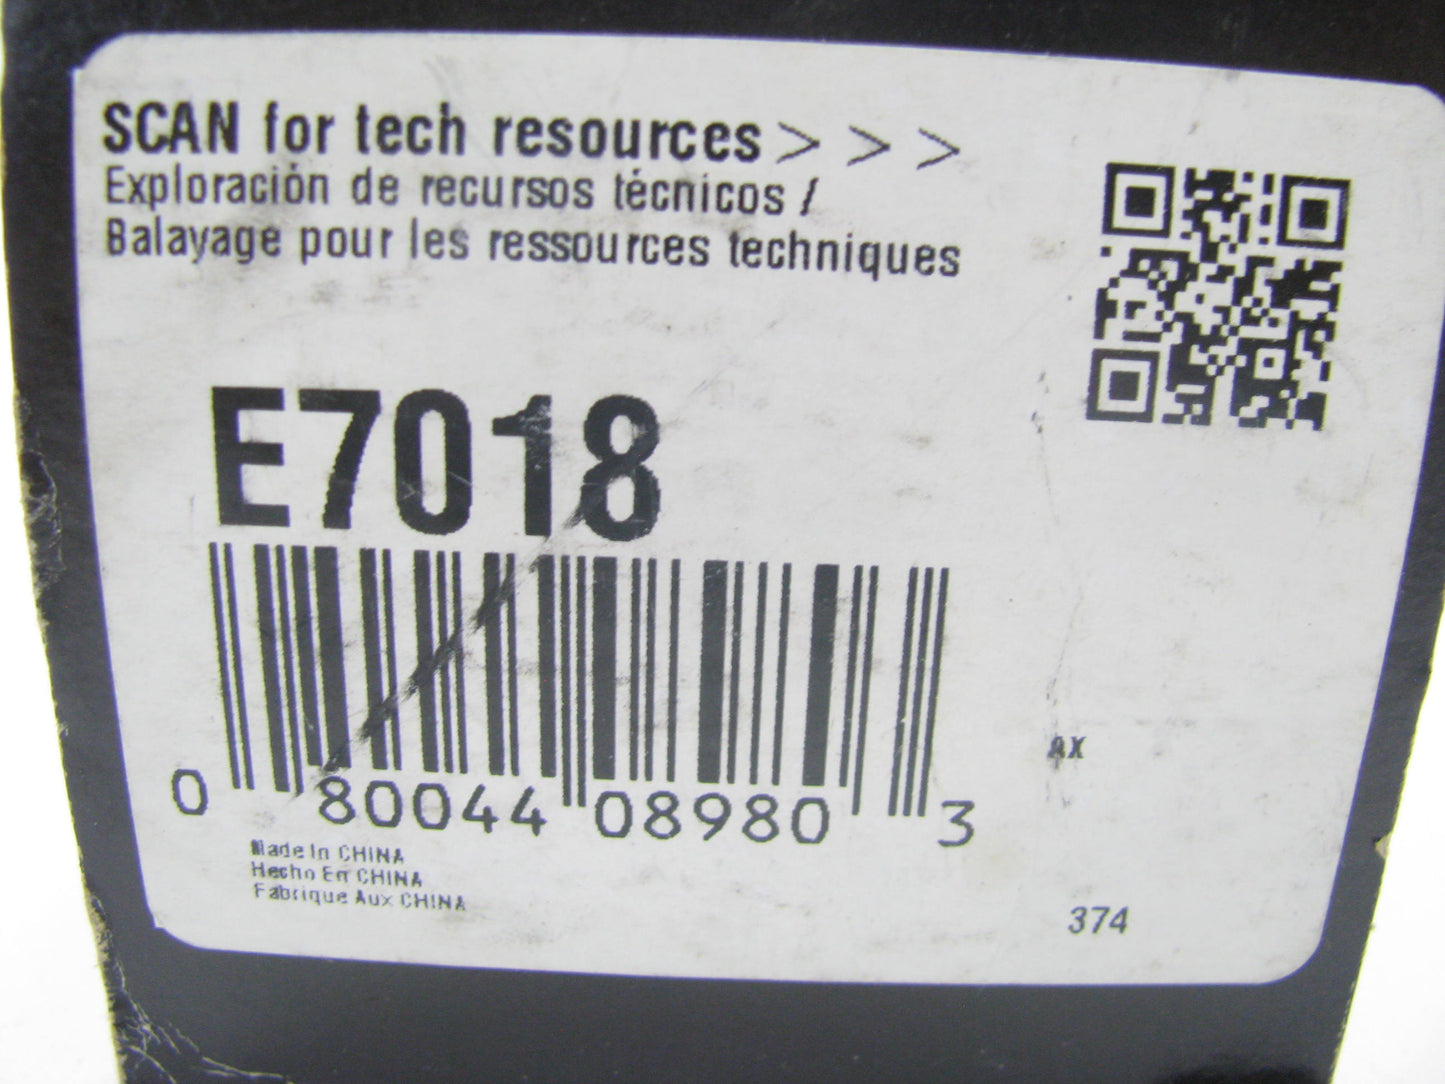 SCAN for tech resources > > >
Exploración de recursos técnicos /
Balayage pour les ressources techniques
E7018
0 80044 08980 3
AX
Made In CHINA
Hecho En CHINA
Fabrique Aux CHINA
374